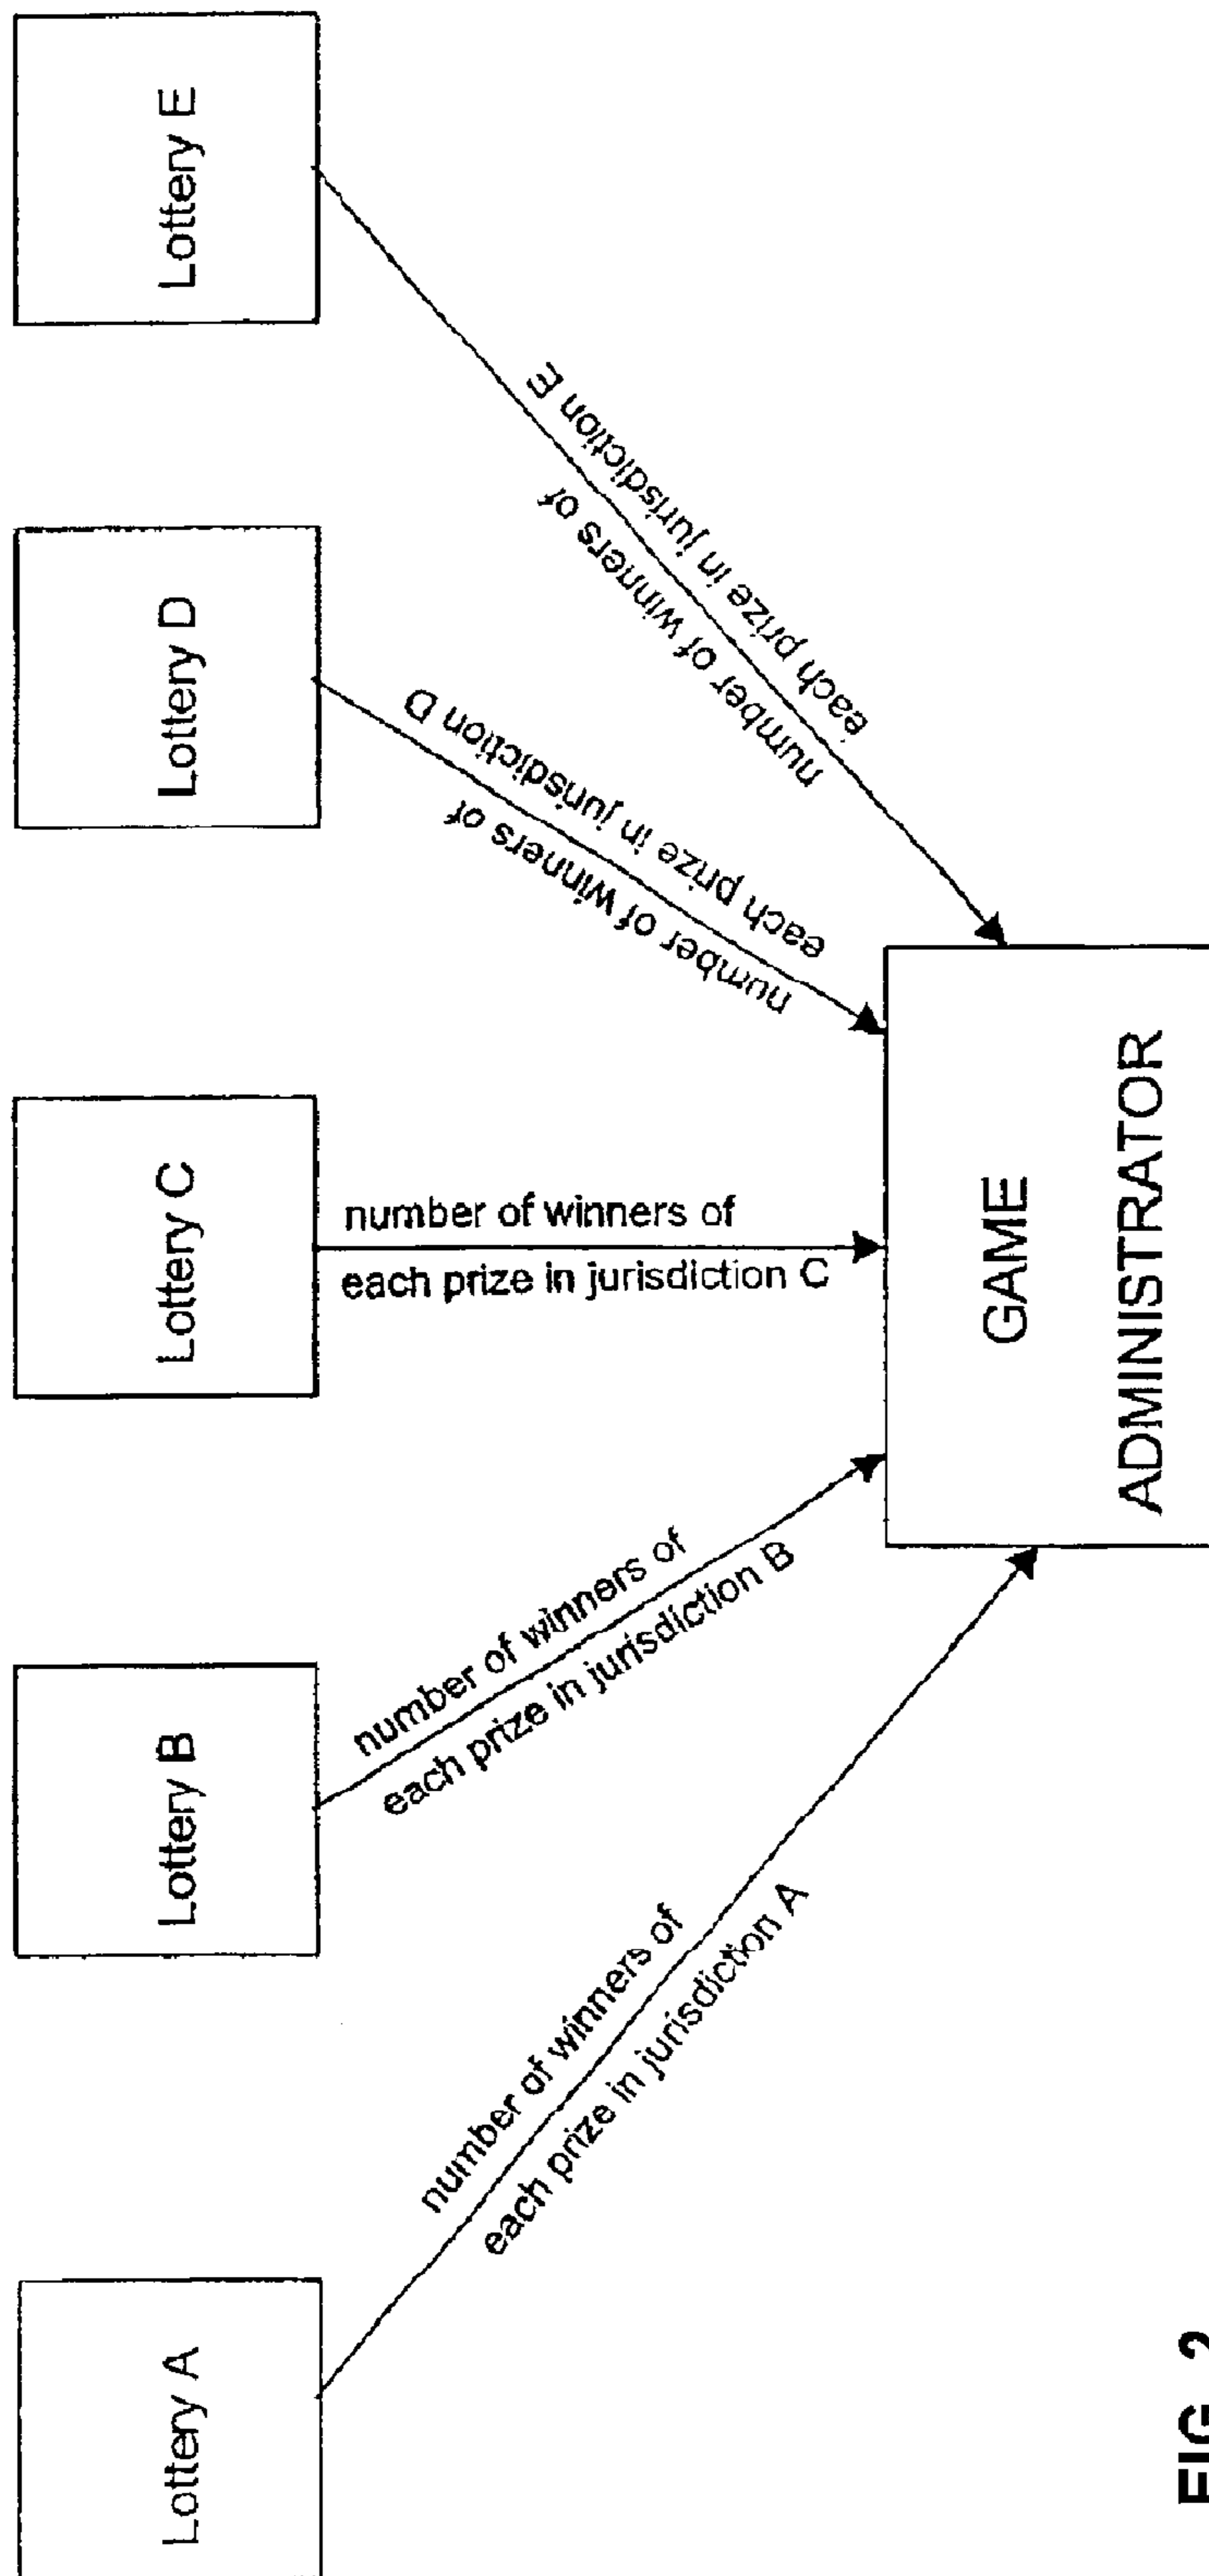 Lottery A
Lottery B
Lottery C
Lottery D
Lottery E
number of winners of
each prize in jurisdiction A
number of winners of
each prize in jurisdiction B
number of winners of
each prize in jurisdiction C
number of winners of
each prize in jurisdiction D
number of winners of
each prize in jurisdiction E
GAME
ADMINISTRATOR
FIG. 2